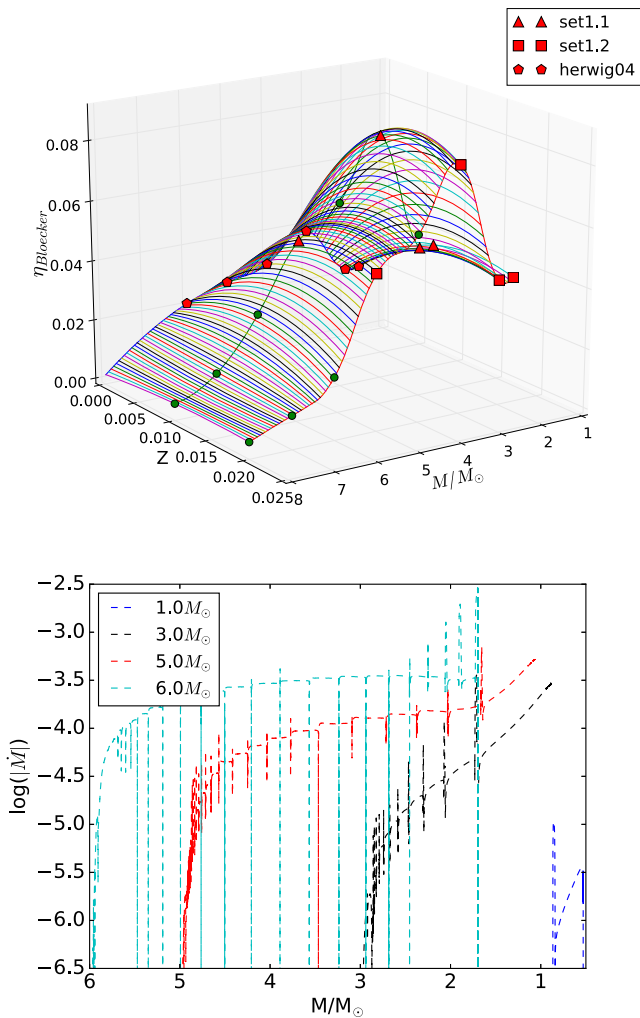 set1.1
set1.2
herwig04
0.08
0.06
0.04
0.02
0.00
η_Bloecker
0.000
0.005
0.010
0.015
0.020
0.025
Z
8
7
6
5
4
3
2
1
M/M⊙
−2.5
−3.0
−3.5
−4.0
−4.5
−5.0
−5.5
−6.0
−6.5
log(|Ṁ|)
1.0M⊙
3.0M⊙
5.0M⊙
6.0M⊙
6
5
4
3
2
1
M/M⊙